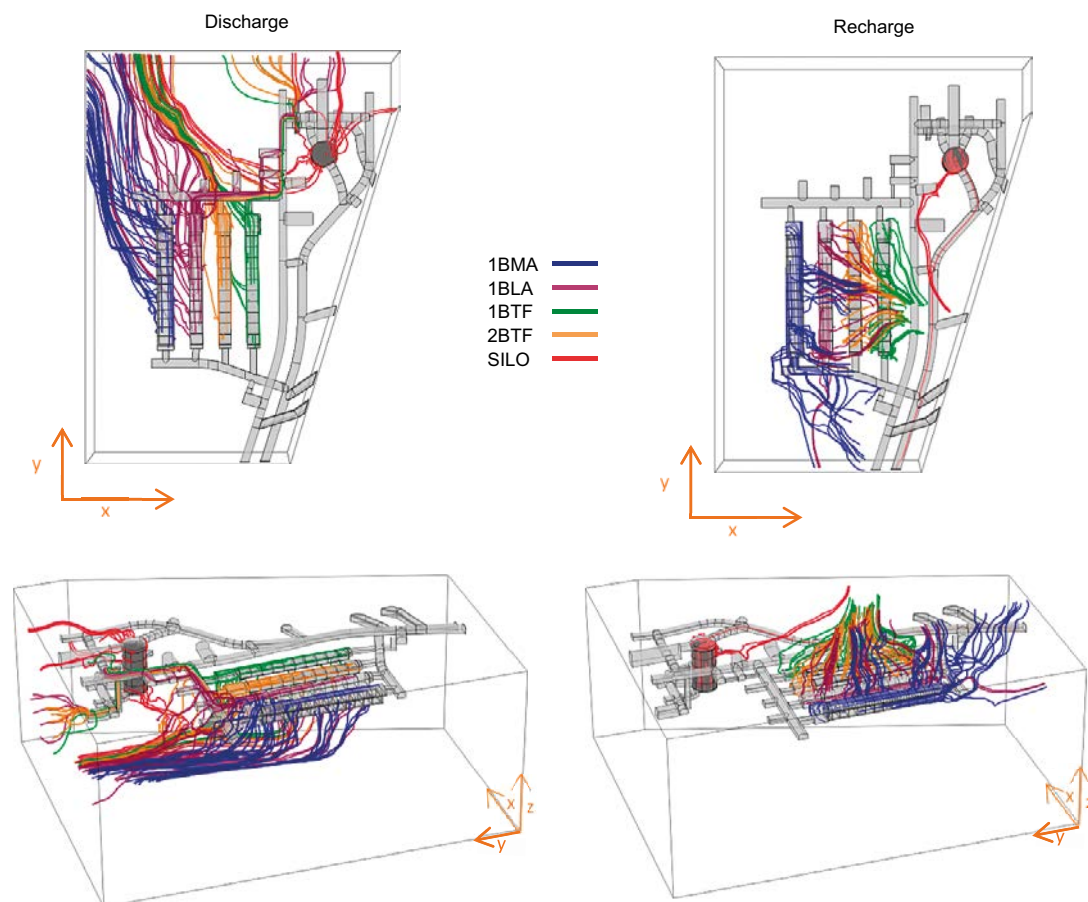 Discharge
Recharge
1BMA
1BLA
1BTF
2BTF
SILO
y
x
y
x
x
z
y
x
z
y